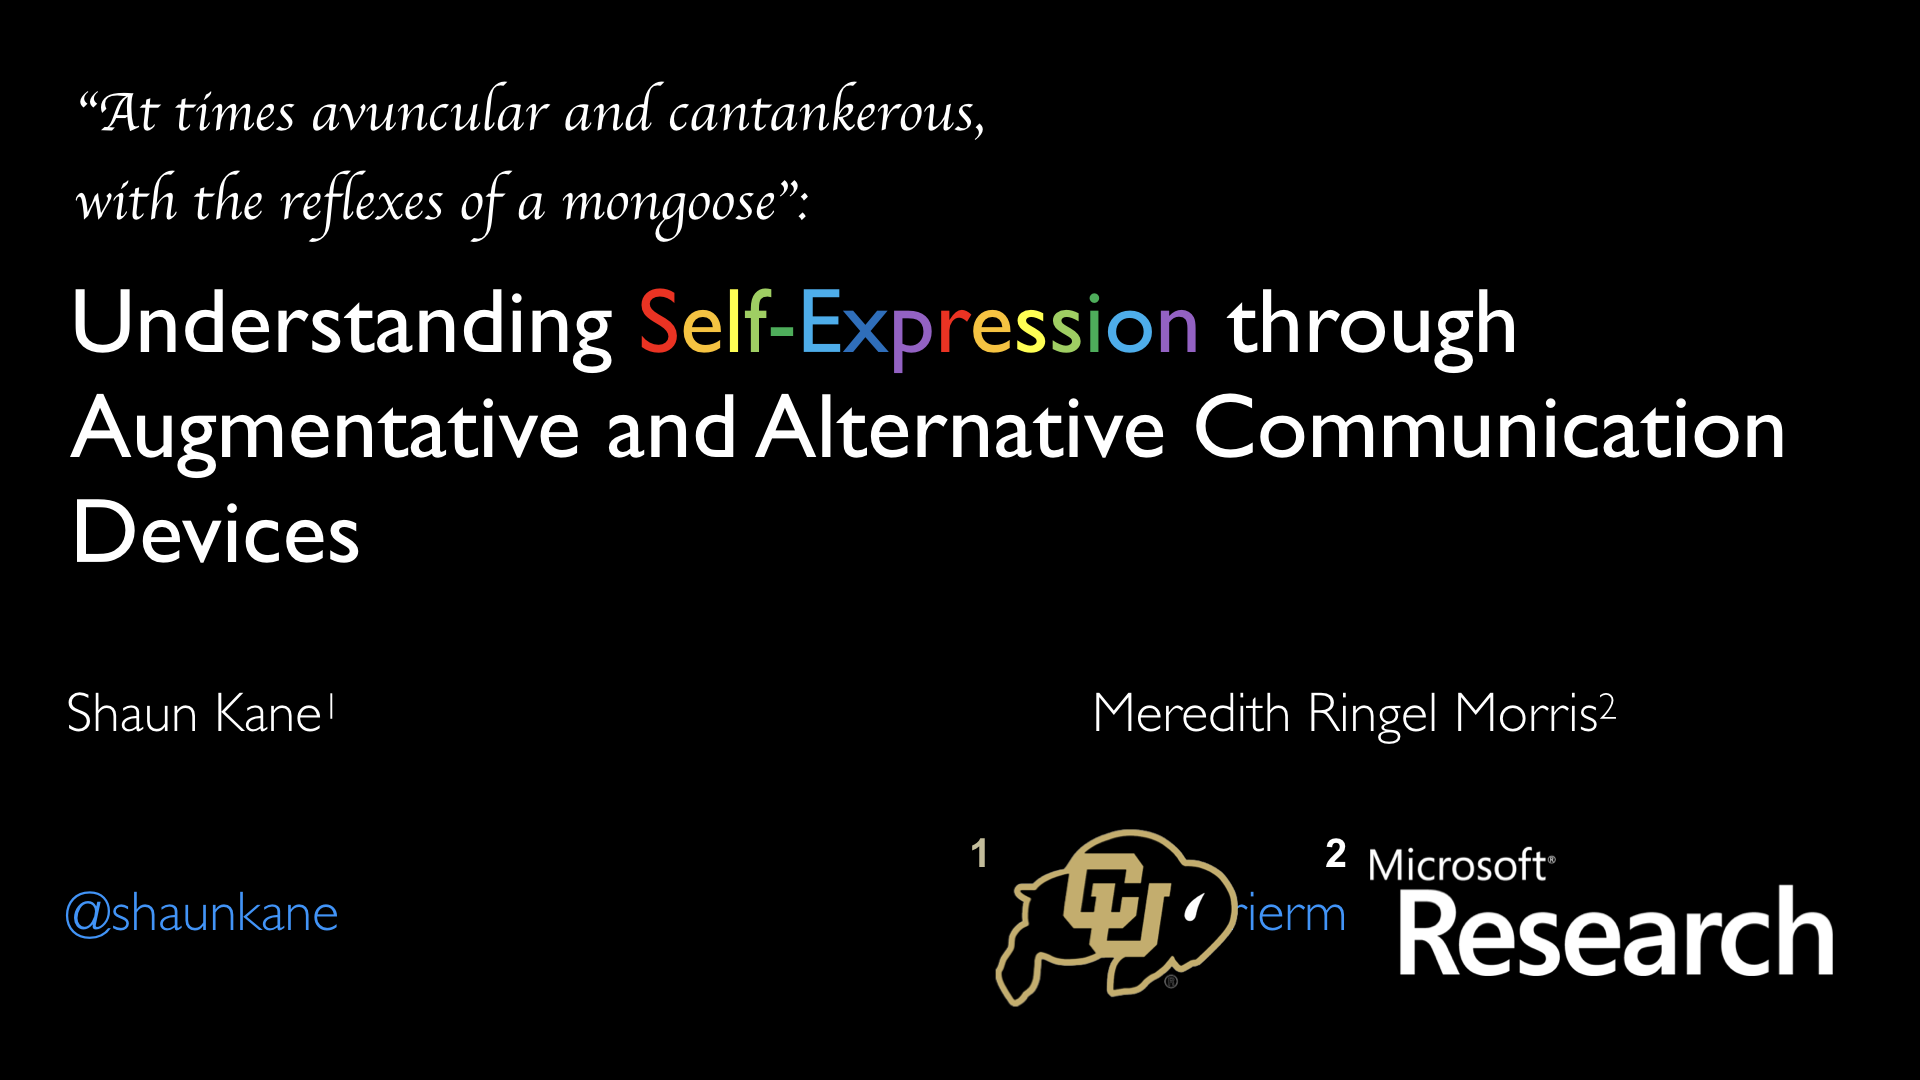 “At times avuncular and cantankerous,
with the reflexes of a mongoose”:
Understanding Self-Expression through
Augmentative and Alternative Communication
Devices
Shaun Kane1
Meredith Ringel Morris2
@shaunkane
1
CU
®
2
Microsoft®
Research